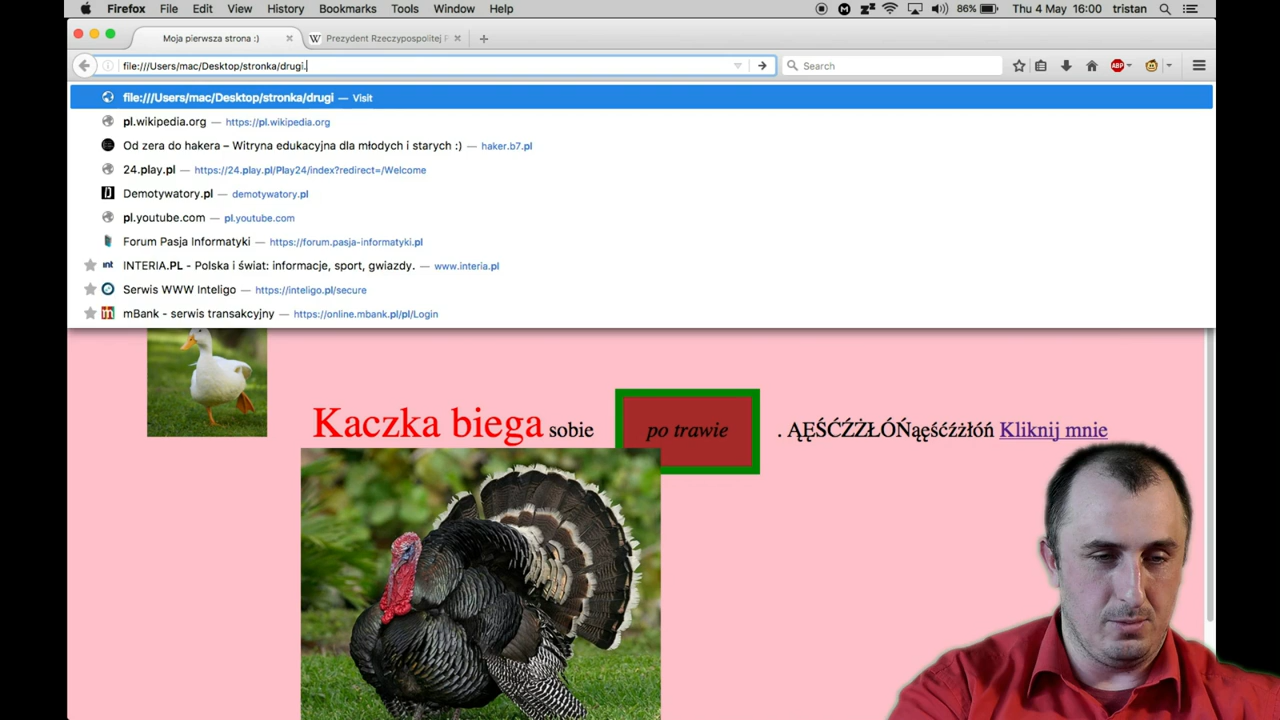 Firefox File Edit View History Bookmarks Tools Window Help 86% Thu 4 May 16:00 tristan
Moja pierwsza strona :) Prezydent Rzeczypospolitej
file:///Users/mac/Desktop/stronka/drugi. Search ABP
file:///Users/mac/Desktop/stronka/drugi — Visit
pl.wikipedia.org — https://pl.wikipedia.org
Od zera do hakera – Witryna edukacyjna dla młodych i starych :) — haker.b7.pl
24.play.pl — https://24.play.pl/Play24/index?redirect=/Welcome
Demotywatory.pl — demotywatory.pl
pl.youtube.com — pl.youtube.com
Forum Pasja Informatyki — https://forum.pasja-informatyki.pl
int INTERIA.PL - Polska i świat: informacje, sport, gwiazdy. — www.interia.pl
Serwis WWW Inteligo — https://inteligo.pl/secure
mBank - serwis transakcyjny — https://online.mbank.pl/pl/Login
Kaczka biega sobie po trawie . ĄĘŚĆŹŻŁÓŃąęśćźżłóń Kliknij mnie